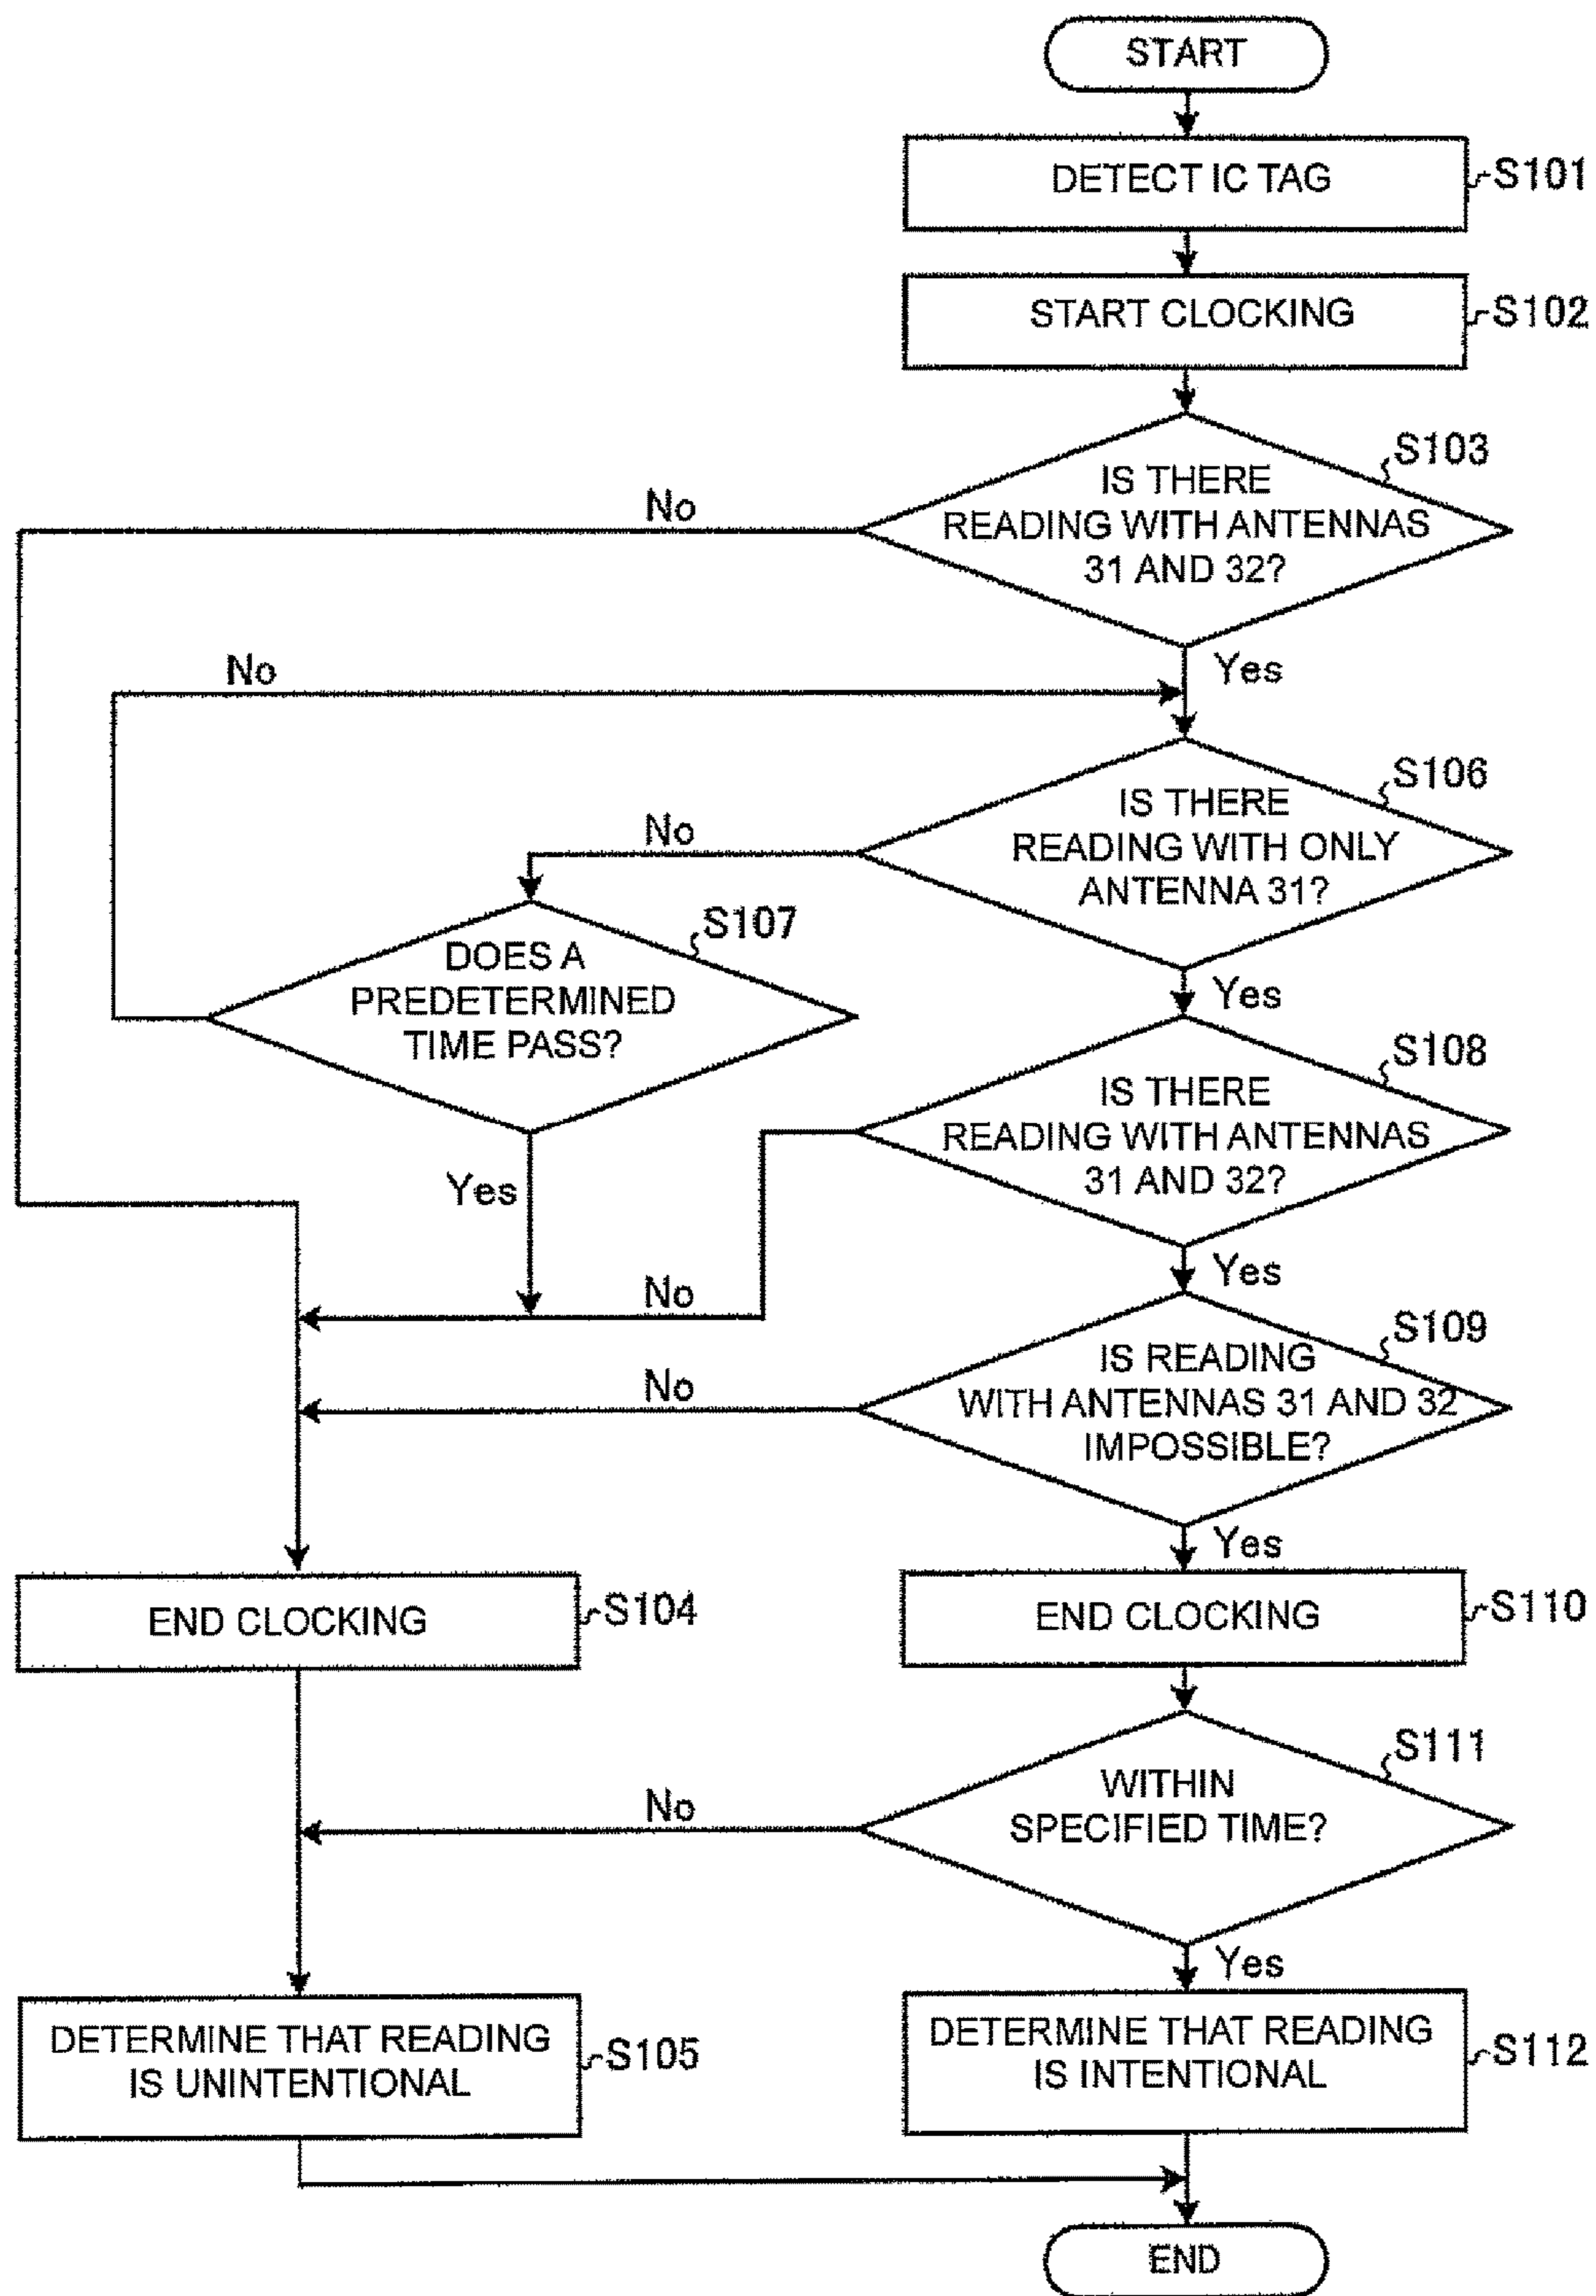 START
DETECT IC TAG
S101
START CLOCKING
S102
S103
IS THERE
READING WITH ANTENNAS
31 AND 32?
No
Yes
No
S106
IS THERE
READING WITH ONLY
ANTENNA 31?
No
Yes
S107
DOES A
PREDETERMINED
TIME PASS?
Yes
S108
IS THERE
READING WITH ANTENNAS
31 AND 32?
No
Yes
S109
IS READING
WITH ANTENNAS 31 AND 32
IMPOSSIBLE?
No
Yes
END CLOCKING
S104
END CLOCKING
S110
S111
WITHIN
SPECIFIED TIME?
No
Yes
DETERMINE THAT READING
IS UNINTENTIONAL
S105
DETERMINE THAT READING
IS INTENTIONAL
S112
END